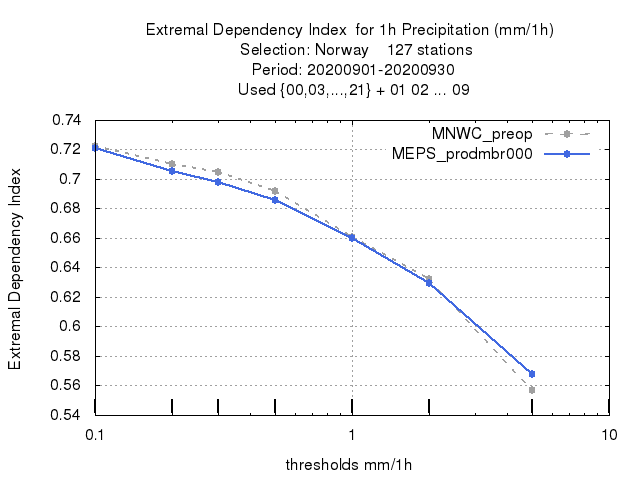 Extremal Dependency Index  for 1h Precipitation (mm/1h)
Selection: Norway    127 stations
Period: 20200901-20200930
Used {00,03,...,21} + 01 02 ... 09
MNWC_preop
MEPS_prodmbr000
Extremal Dependency Index
0.74
0.72
0.7
0.68
0.66
0.64
0.62
0.6
0.58
0.56
0.54
0.1
1
10
thresholds mm/1h